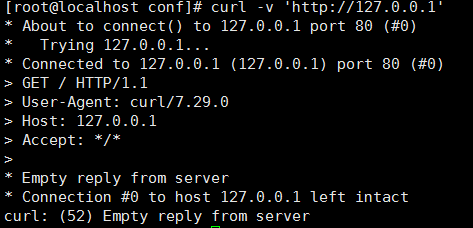 [root@localhost conf]# curl -v 'http://127.0.0.1'
* About to connect() to 127.0.0.1 port 80 (#0)
*   Trying 127.0.0.1...
* Connected to 127.0.0.1 (127.0.0.1) port 80 (#0)
> GET / HTTP/1.1
> User-Agent: curl/7.29.0
> Host: 127.0.0.1
> Accept: */*
>
* Empty reply from server
* Connection #0 to host 127.0.0.1 left intact
curl: (52) Empty reply from server